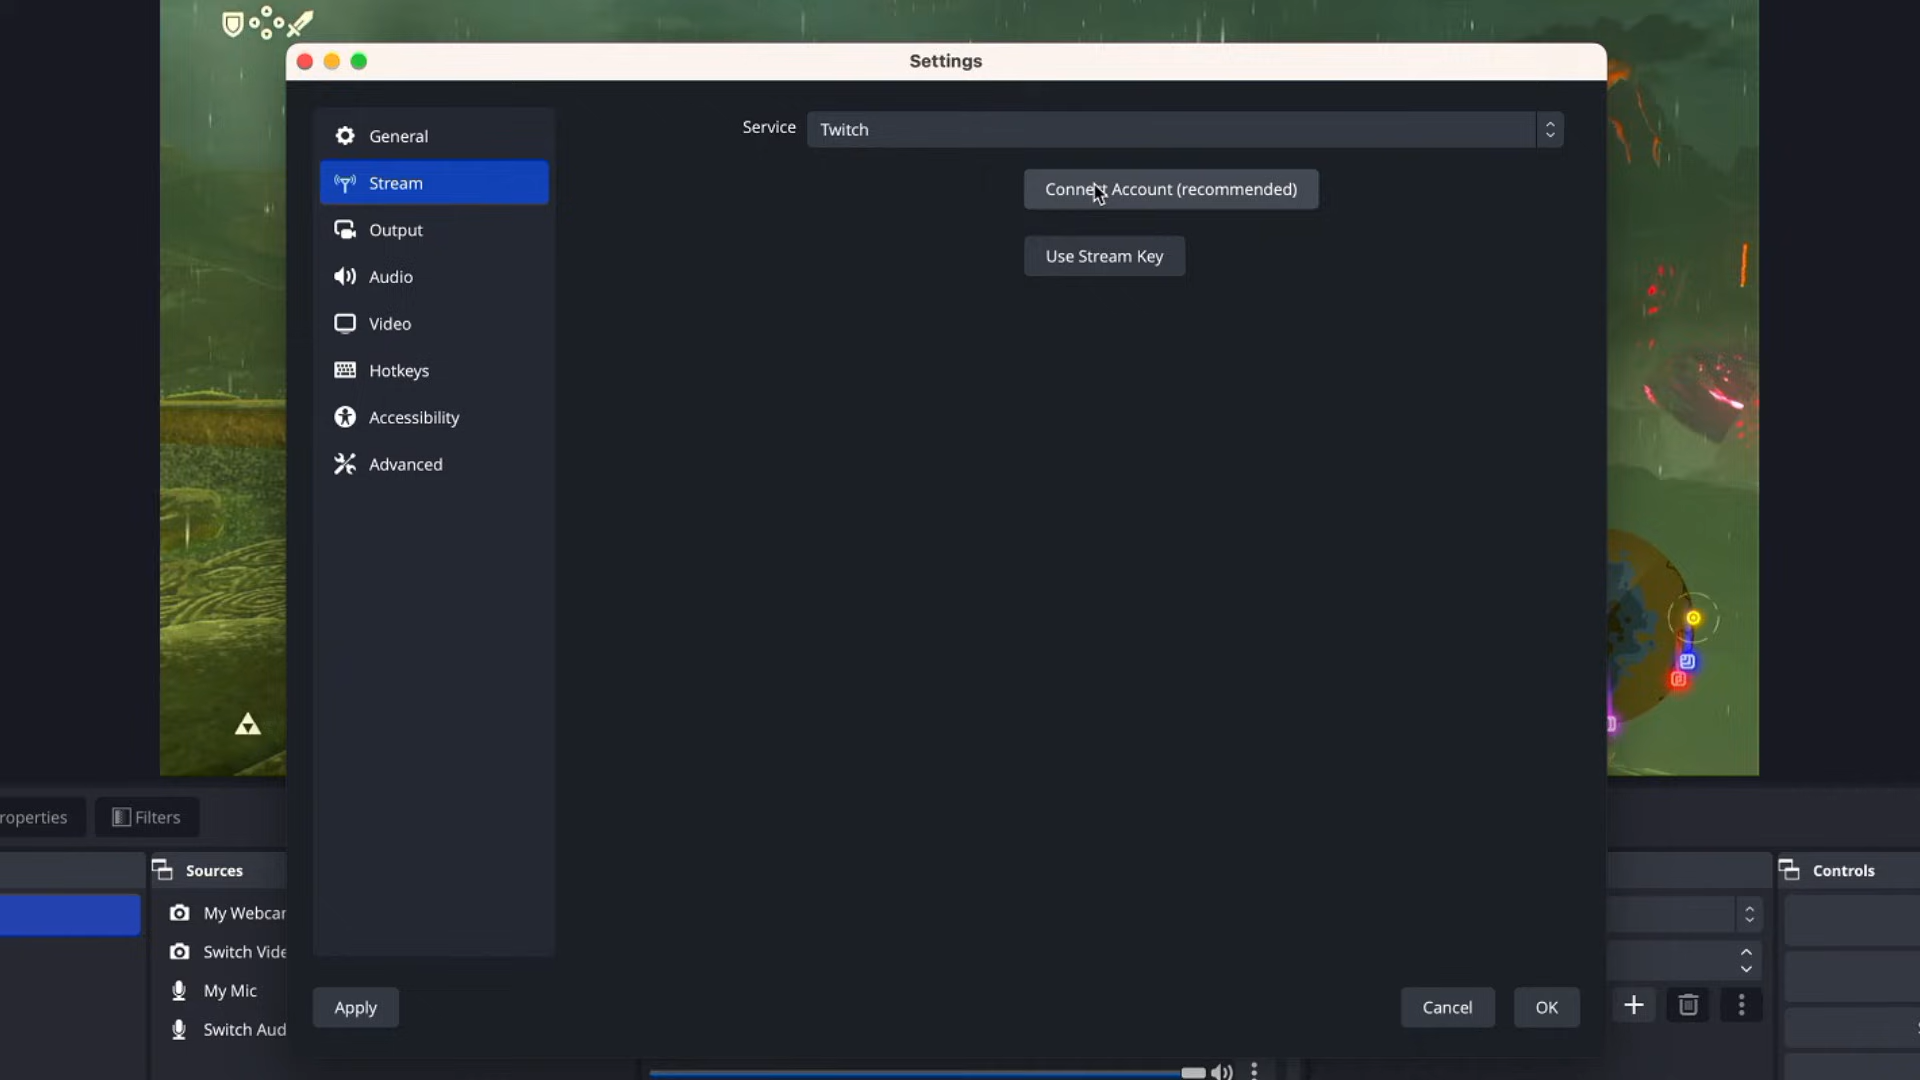 Settings
General
Stream
Output
Audio
Video
Hotkeys
Accessibility
Advanced
Service
Twitch
Connect Account (recommended)
Use Stream Key
Apply
Cancel
OK
roperties
Filters
Sources
My Webcar
Switch Vide
My Mic
Switch Aud
Controls